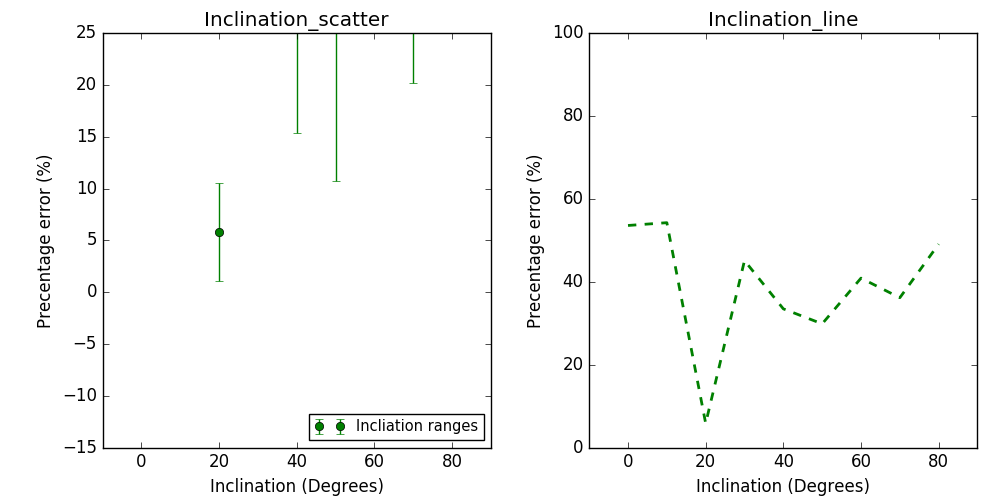 Inclination_scatter
25
20
15
10
5
0
−5
−10
−15
Precentage error (%)
0 20 40 60 80
Inclination (Degrees)
Incliation ranges
Inclination_line
100
80
60
40
20
0
Precentage error (%)
0 20 40 60 80
Inclination (Degrees)